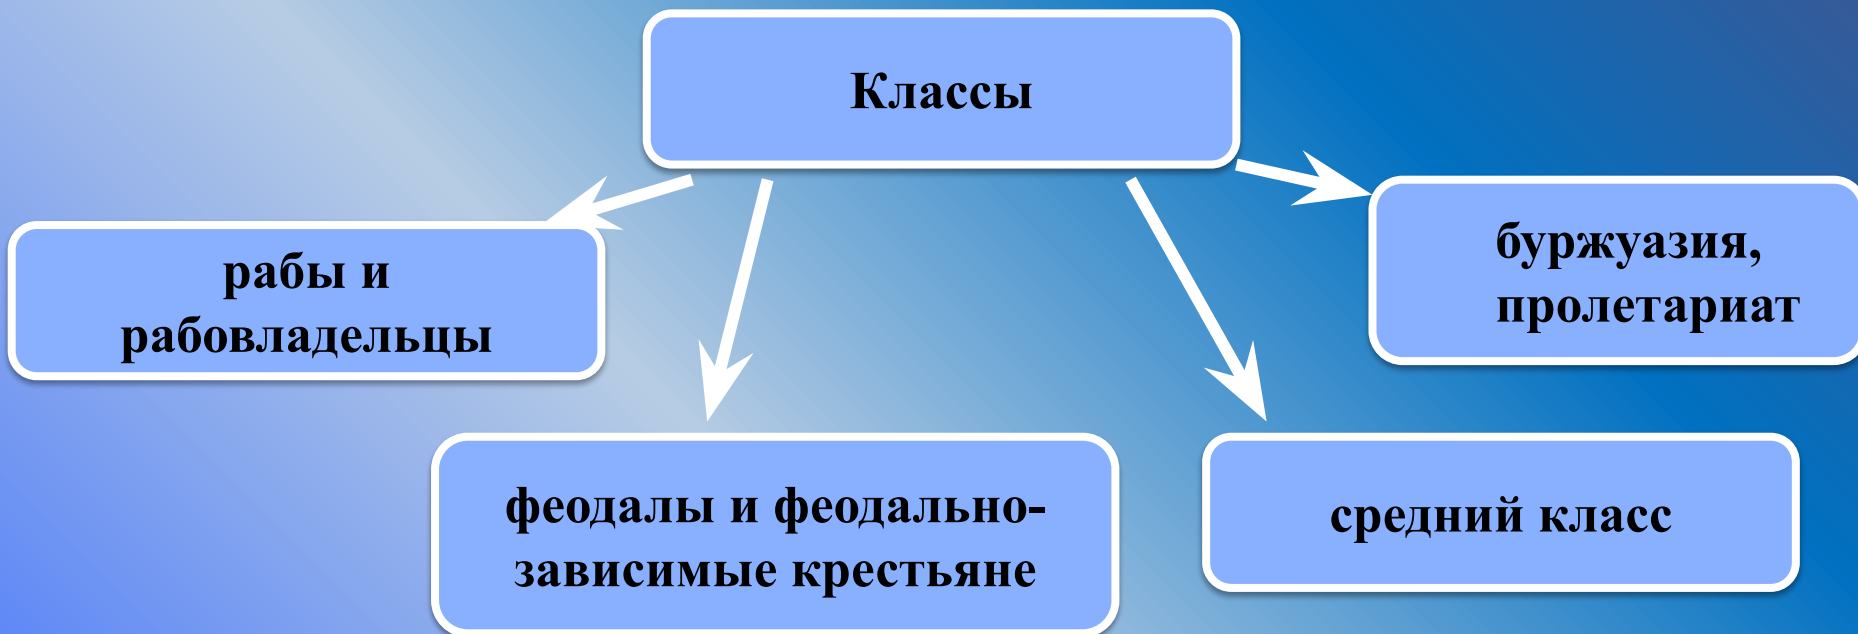 Классы
рабы и
рабовладельцы
буржуазия,
пролетариат
феодалы и феодально-
зависимые крестьяне
средний класс